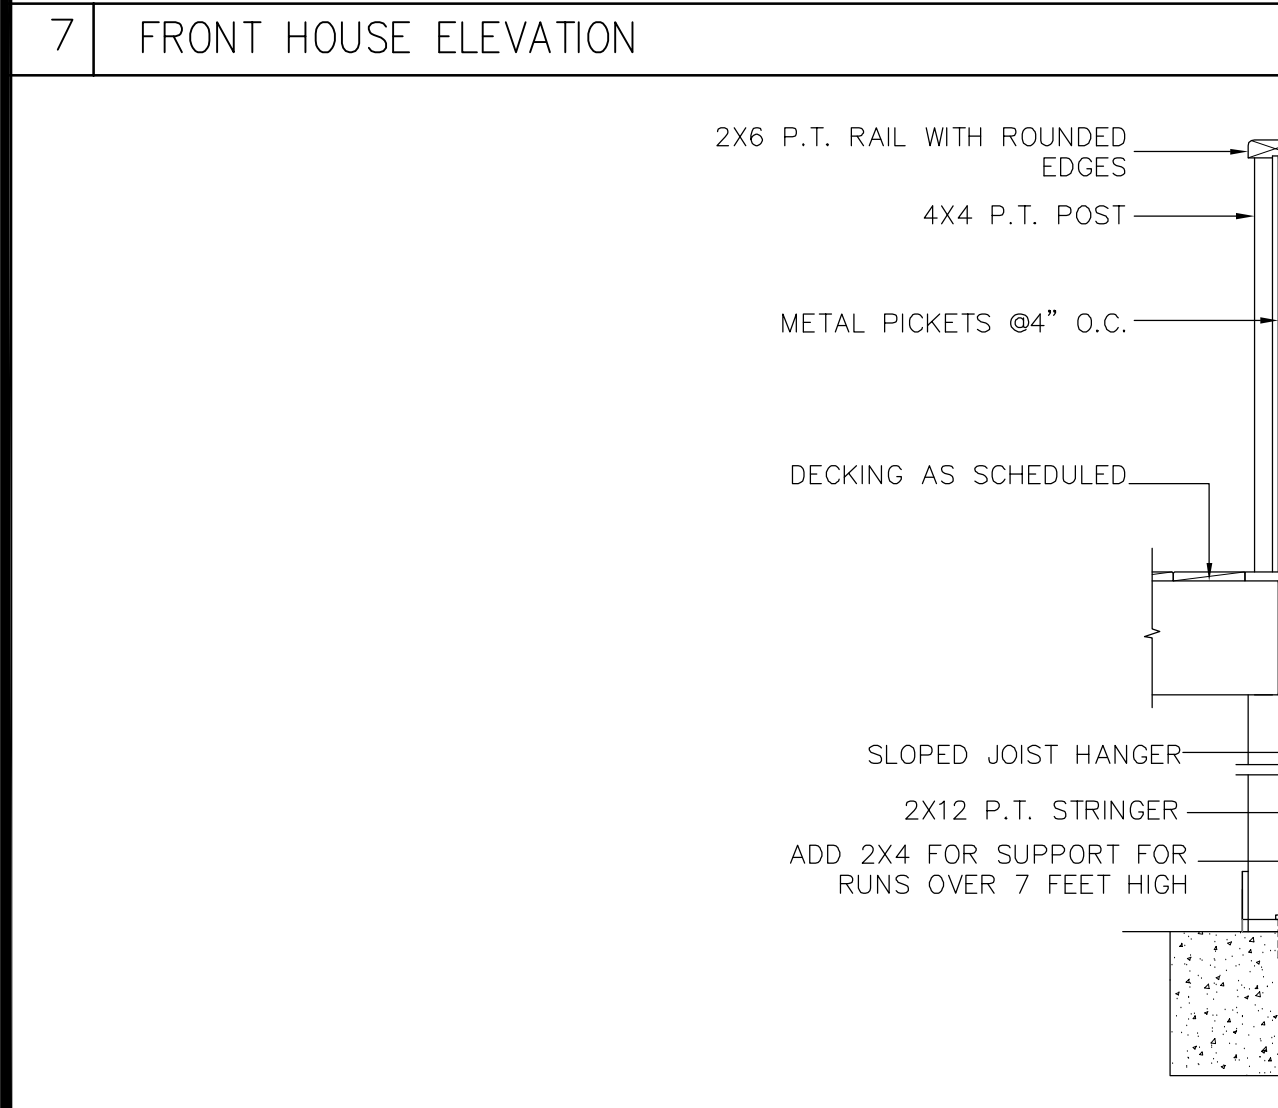 7 FRONT HOUSE ELEVATION
2X6 P.T. RAIL WITH ROUNDED
EDGES
4X4 P.T. POST
METAL PICKETS @4" O.C.
DECKING AS SCHEDULED
SLOPED JOIST HANGER
2X12 P.T. STRINGER
ADD 2X4 FOR SUPPORT FOR
RUNS OVER 7 FEET HIGH